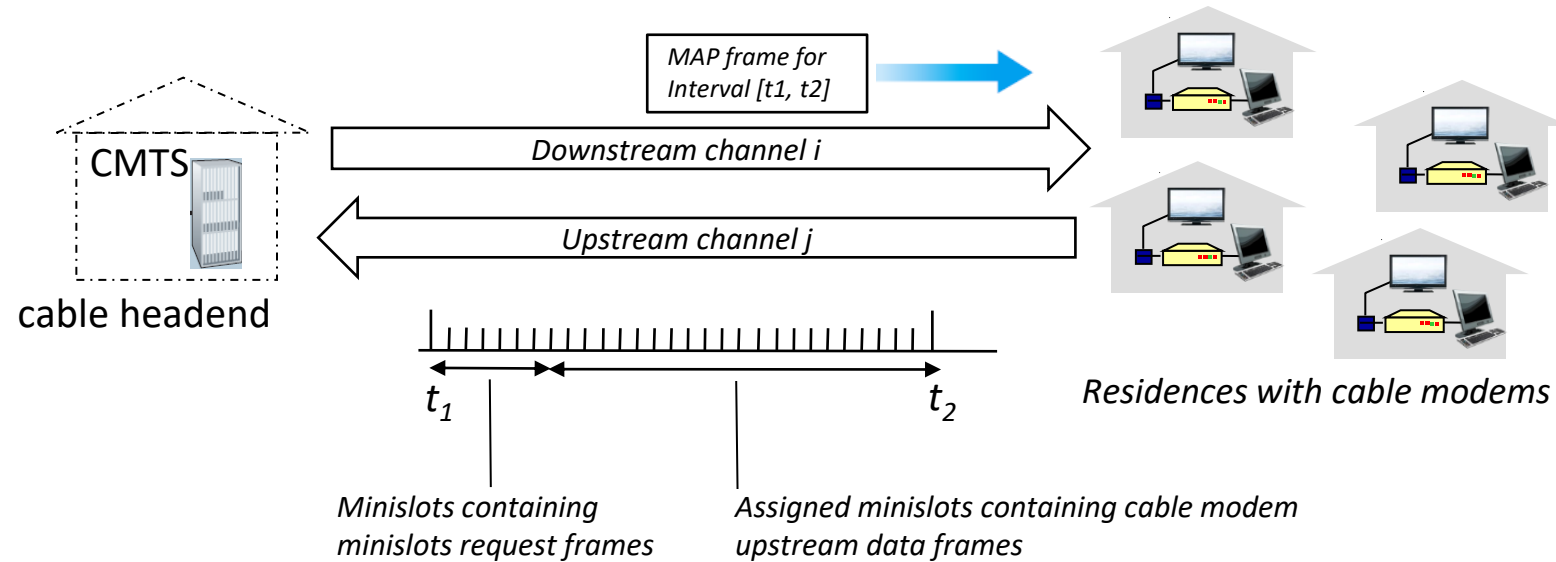 MAP frame for
Interval [t1, t2]
CMTS
Downstream channel i
Upstream channel j
cable headend
t1
t2
Residences with cable modems
Minislots containing
minislots request frames
Assigned minislots containing cable modem
upstream data frames